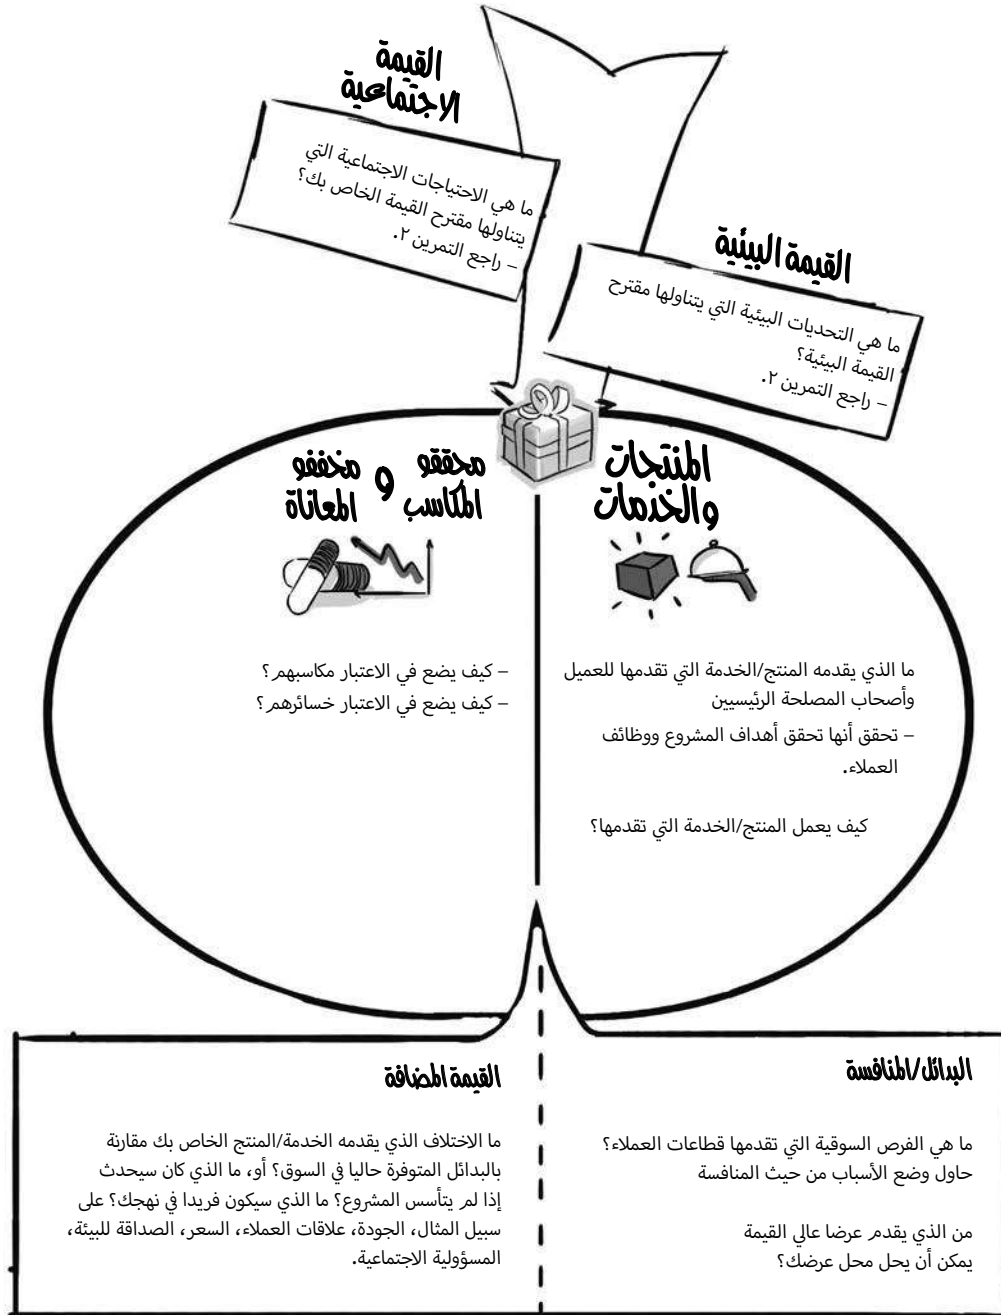 القيمة
الاجتماعية
ما هي الاحتياجات الاجتماعية التي
يتناولها مقترح القيمة الخاص بك؟
– راجع التمرين ٢.
القيمة البيئية
ما هي التحديات البيئية التي يتناولها مقترح
القيمة البيئية؟
– راجع التمرين ٢.
المنتجات
والخدمات
ما الذي يقدمه المنتج/الخدمة التي تقدمها للعميل
وأصحاب المصلحة الرئيسيين
– تحقق أنها تحقق أهداف المشروع ووظائف
العملاء.
كيف يعمل المنتج/الخدمة التي تقدمها؟
محققو و مخففو
المكاسب المعاناة
– كيف يضع في الاعتبار مكاسبهم؟
– كيف يضع في الاعتبار خسائرهم؟
البدائل/المنافسة
ما هي الفرص السوقية التي تقدمها قطاعات العملاء؟
حاول وضع الأسباب من حيث المنافسة
من الذي يقدم عرضا عالي القيمة
يمكن أن يحل محل عرضك؟
القيمة المضافة
ما الاختلاف الذي يقدمه الخدمة/المنتج الخاص بك مقارنة
بالبدائل المتوفرة حاليا في السوق؟ أو، ما الذي كان سيحدث
إذا لم يتأسس المشروع؟ ما الذي سيكون فريدا في نهجك؟ على
سبيل المثال، الجودة، علاقات العملاء، السعر، الصداقة للبيئة،
المسؤولية الاجتماعية.